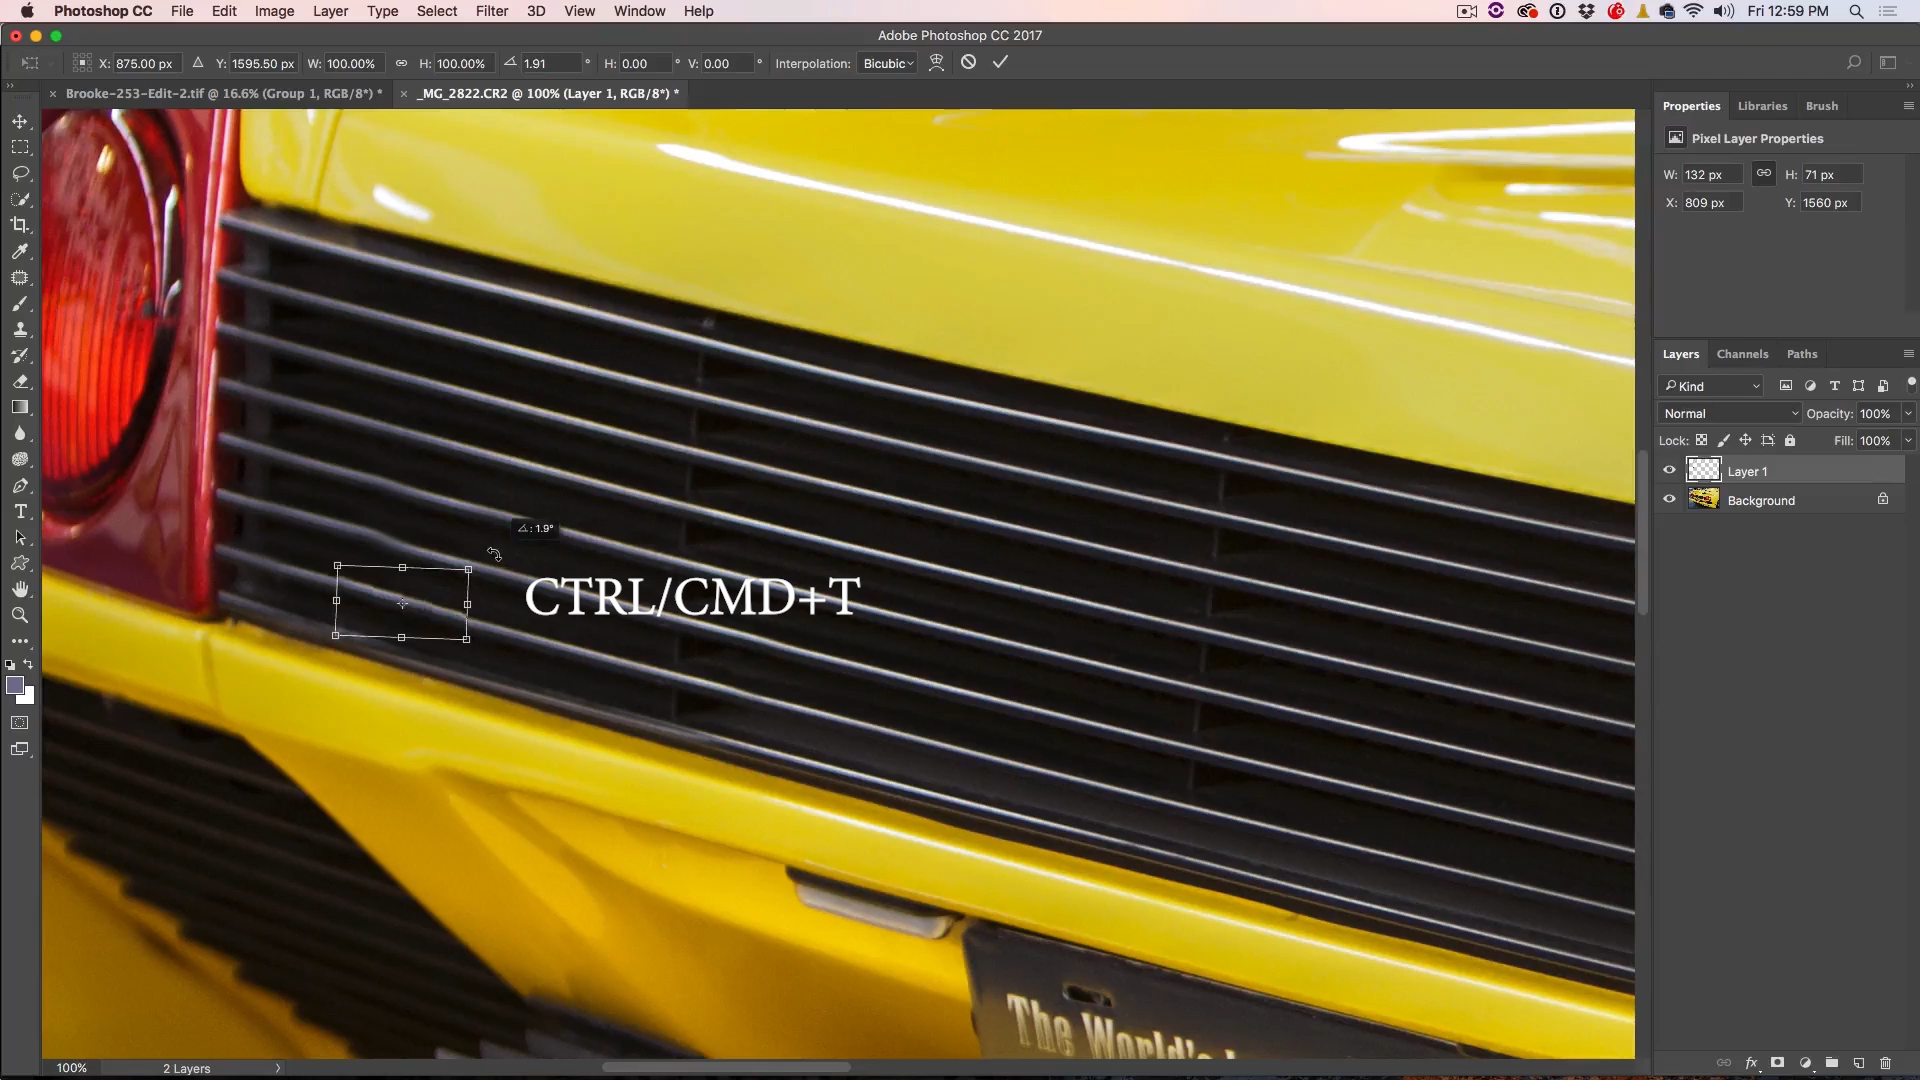 Photoshop CC File Edit Image Layer Type Select Filter 3D View Window Help Fri 12:59 PM
Adobe Photoshop CC 2017
X: 875.00 px Y: 1595.50 px W: 100.00% H: 100.00% 1.91 ° H: 0.00 ° V: 0.00 ° Interpolation: Bicubic
Brooke-253-Edit-2.tif @ 16.6% (Group 1, RGB/8*) * _MG_2822.CR2 @ 100% (Layer 1, RGB/8*) *
Properties Libraries Brush
Pixel Layer Properties
W: 132 px H: 71 px
X: 809 px Y: 1560 px
Layers Channels Paths
Kind
Normal Opacity: 100%
Lock: Fill: 100%
Layer 1
Background
: 1.9°
CTRL/CMD+T
The World's
100% 2 Layers